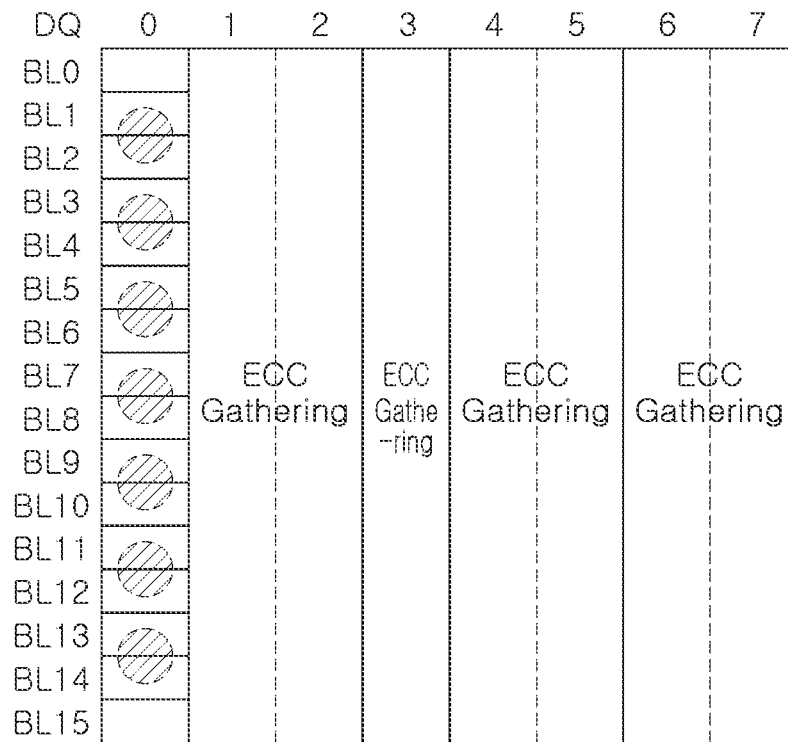 DQ 0 1 2 3 4 5 6 7
BL0
BL1
BL2
BL3
BL4
BL5
BL6
BL7 ECC ECC ECC ECC
BL8 Gathering Gathe Gathering Gathering
-ring
BL9
BL10
BL11
BL12
BL13
BL14
BL15